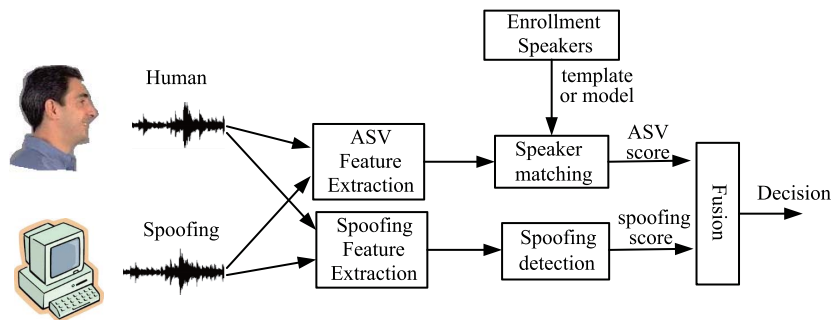 Enrollment
Speakers
Human
template
or model
ASV
Feature
Extraction
Speaker
matching
ASV
score
Spoofing
Spoofing
Feature
Extraction
Spoofing
detection
spoofing
score
Fusion
Decision